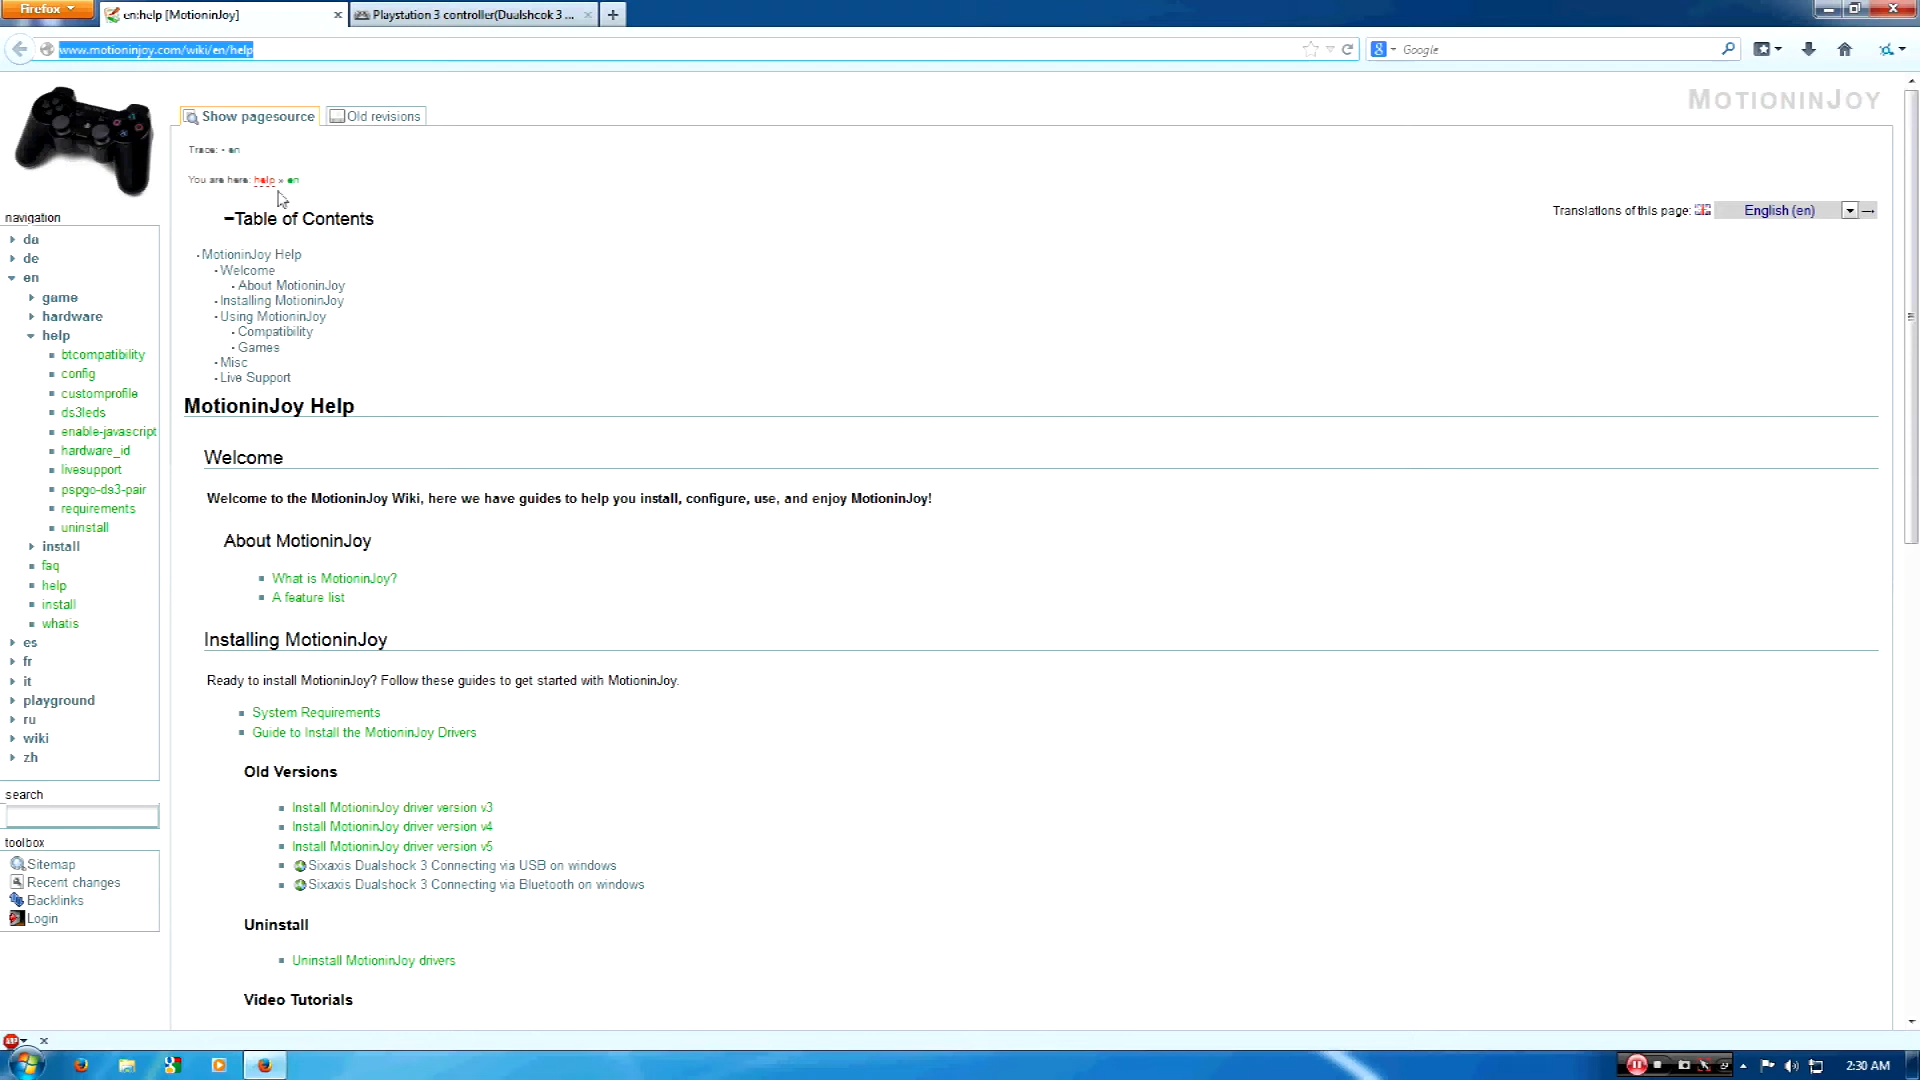 Firefox
en:help [MotioninJoy]
Playstation 3 controller(Dualshcok 3 ...
www.motioninjoy.com/wiki/en/help
Google
MOTIONINJOY
Show pagesource
Old revisions
Trace: • en
You are here: help » en
Translations of this page:
English (en)
−Table of Contents
MotioninJoy Help
Welcome
About MotioninJoy
Installing MotioninJoy
Using MotioninJoy
Compatibility
Games
Misc
Live Support
navigation
da
de
en
game
hardware
help
btcompatibility
config
customprofile
ds3leds
enable-javascript
hardware_id
livesupport
pspgo-ds3-pair
requirements
uninstall
install
faq
help
install
whatis
es
fr
it
playground
ru
wiki
zh
search
toolbox
Sitemap
Recent changes
Backlinks
Login
MotioninJoy Help
Welcome
Welcome to the MotioninJoy Wiki, here we have guides to help you install, configure, use, and enjoy MotioninJoy!
About MotioninJoy
What is MotioninJoy?
A feature list
Installing MotioninJoy
Ready to install MotioninJoy? Follow these guides to get started with MotioninJoy.
System Requirements
Guide to Install the MotioninJoy Drivers
Old Versions
Install MotioninJoy driver version v3
Install MotioninJoy driver version v4
Install MotioninJoy driver version v5
Sixaxis Dualshock 3 Connecting via USB on windows
Sixaxis Dualshock 3 Connecting via Bluetooth on windows
Uninstall
Uninstall MotioninJoy drivers
Video Tutorials
ABP
2:30 AM